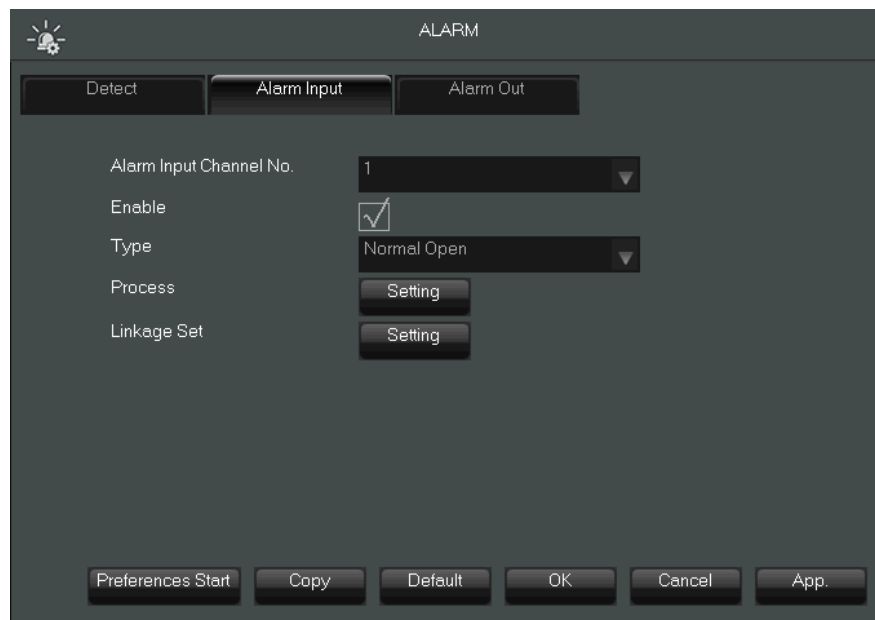 ALARM
Detect Alarm Input Alarm Out
Alarm Input Channel No. 1
Enable
Type Normal Open
Process Setting
Linkage Set Setting
Preferences Start Copy Default OK Cancel App.